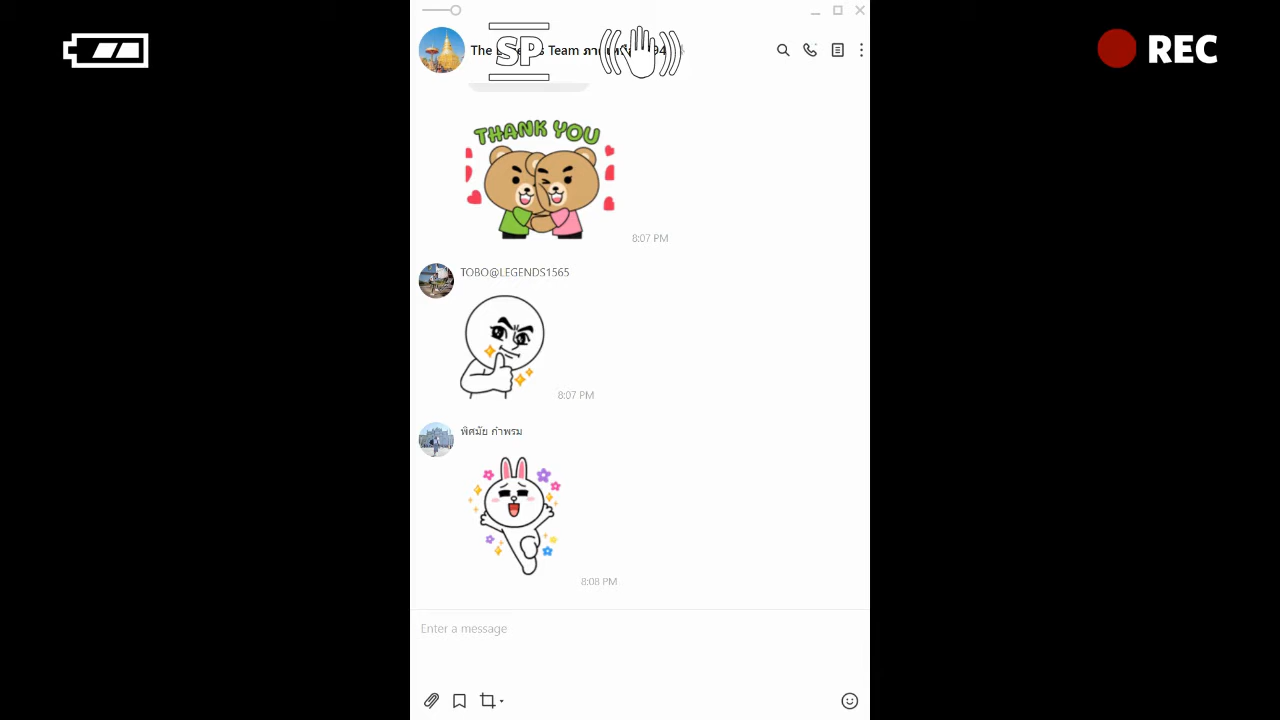 SP
REC
The
Team
THANK YOU
8:07 PM
TOBO@LEGENDS1565
8:07 PM
พิศมัย ก๋าพรม
8:08 PM
Enter a message